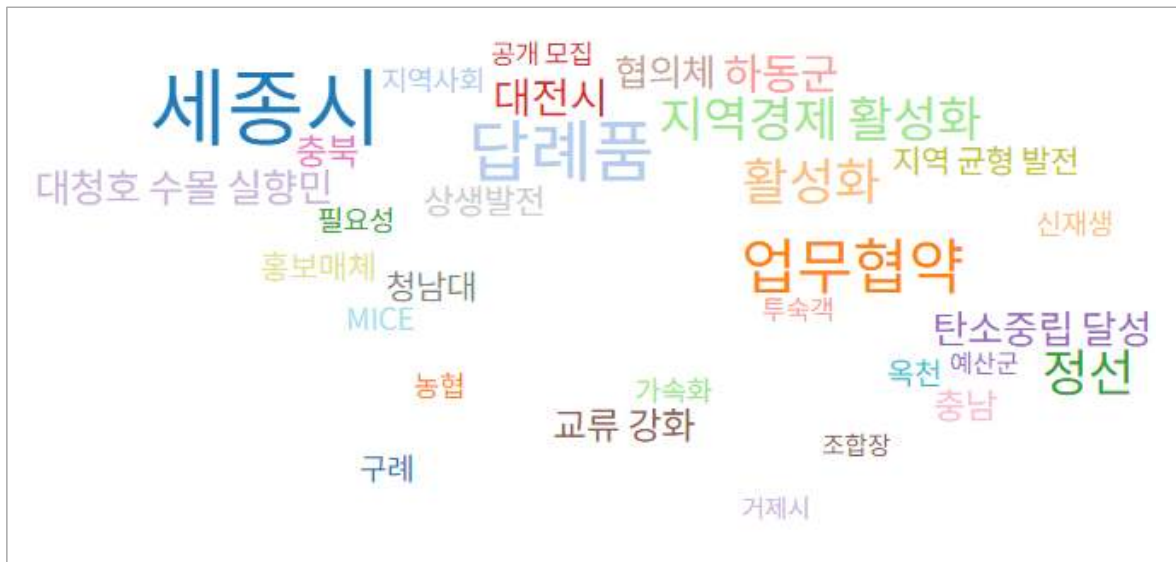 공개 모집
세종시
지역사회
협의체
하동군
대전시
지역경제 활성화
답례품
충북
지역 균형 발전
활성화
대청호 수몰 실향민
상생발전
필요성
신재생
업무협약
홍보매체
청남대
투숙객
MICE
탄소중립 달성
예산군
옥천
정선
농협
가속화
충남
교류 강화
조합장
구례
거제시